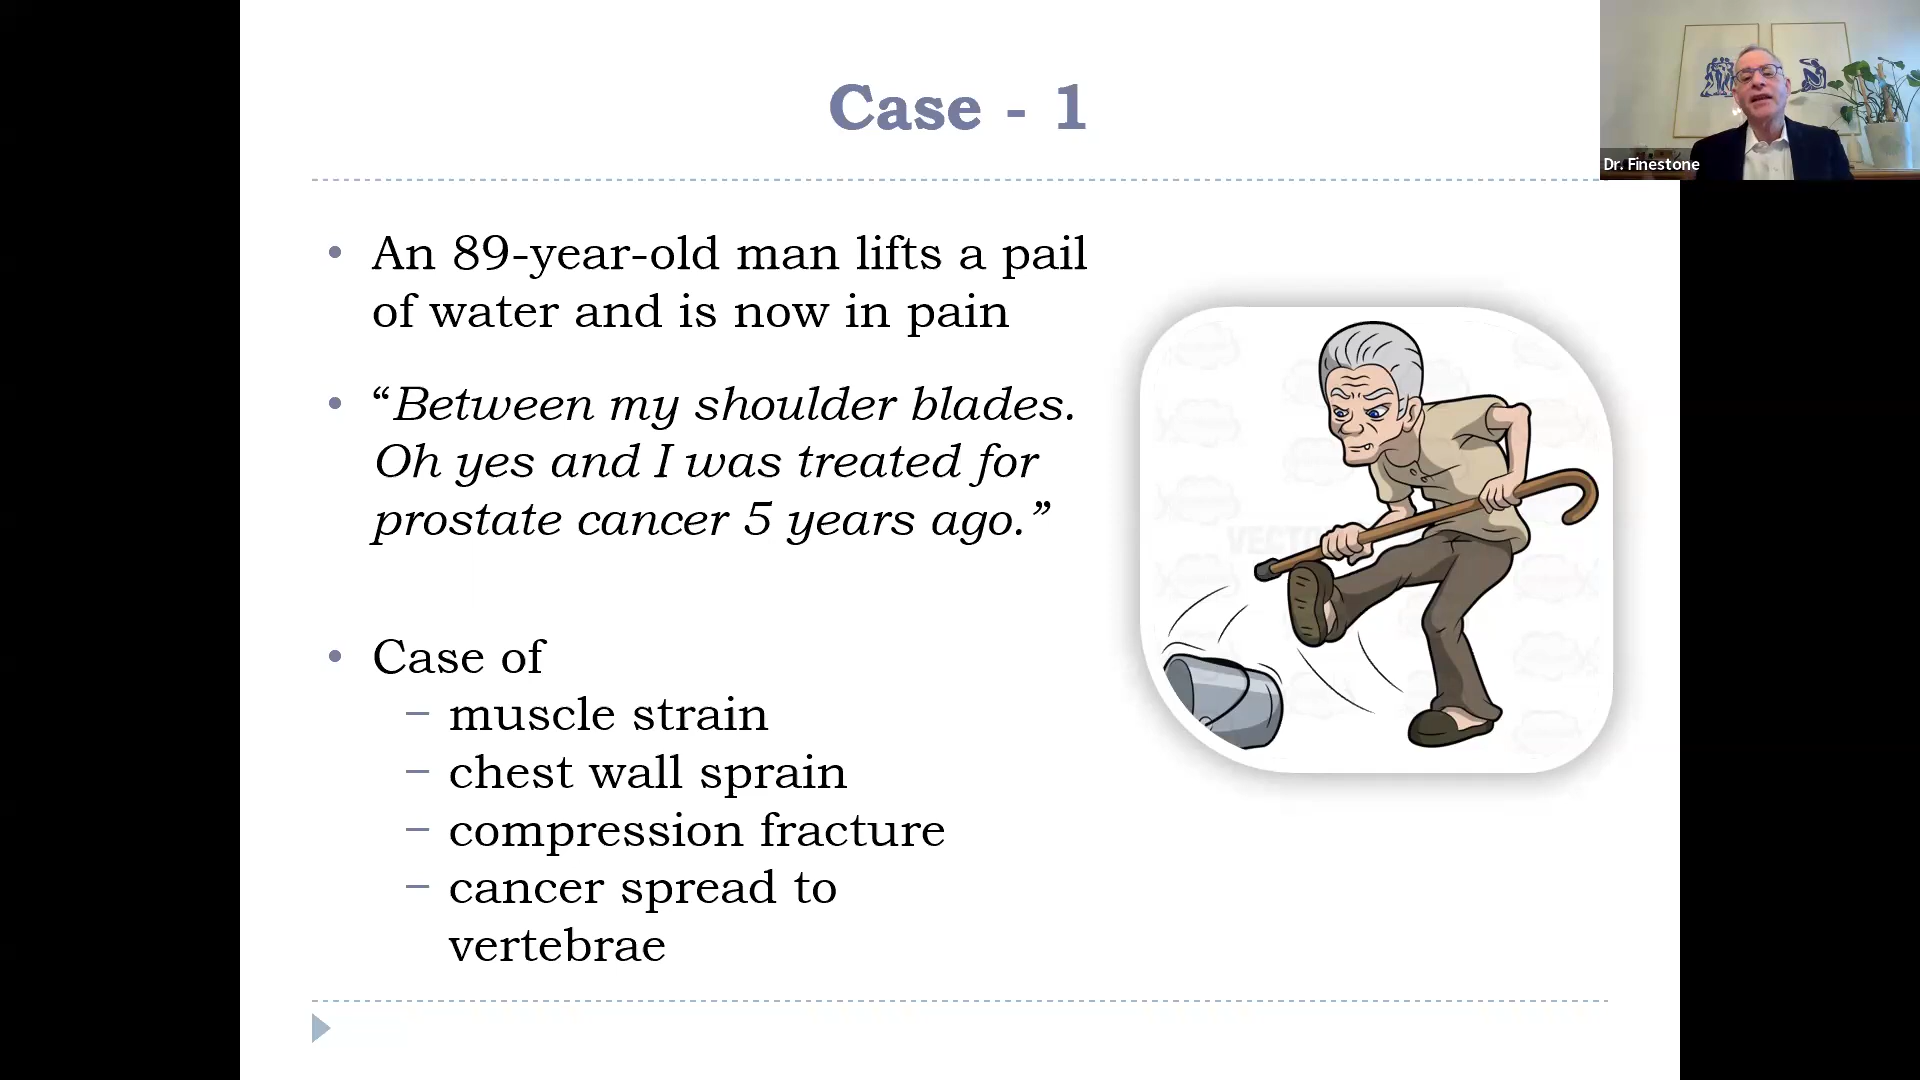 Case - 1
Dr. Finestone
• An 89-year-old man lifts a pail
of water and is now in pain
• “Between my shoulder blades.
Oh yes and I was treated for
prostate cancer 5 years ago.”
• Case of
– muscle strain
– chest wall sprain
– compression fracture
– cancer spread to
vertebrae